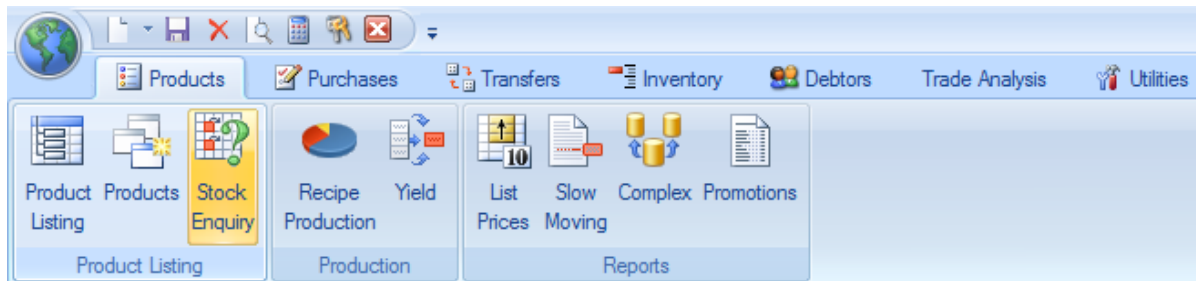 Products Purchases Transfers Inventory Debtors Trade Analysis Utilities
Product Products Stock Recipe Yield List Slow Complex Promotions
Listing Enquiry Production Prices Moving
10
Product Listing Production Reports